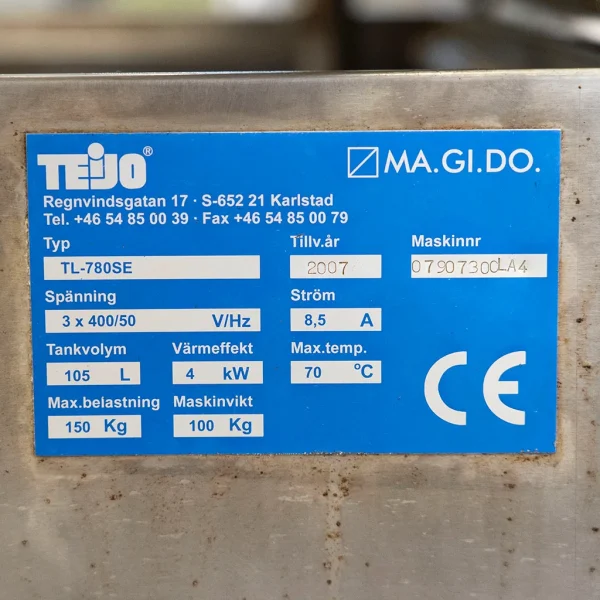 TEIJO® MA.GI.DO.
Regnvindsgatan 17 · S-652 21 Karlstad
Tel. +46 54 85 00 39 · Fax +46 54 85 00 79
Typ Tillv.år Maskinnr
TL-780SE 2007 07907300LA4
Spänning Ström
3 x 400/50 V/Hz 8,5 A
Tankvolym Värmeffekt Max.temp.
105 L 4 kW 70 °C
Max.belastning Maskinvikt
150 Kg 100 Kg
CE